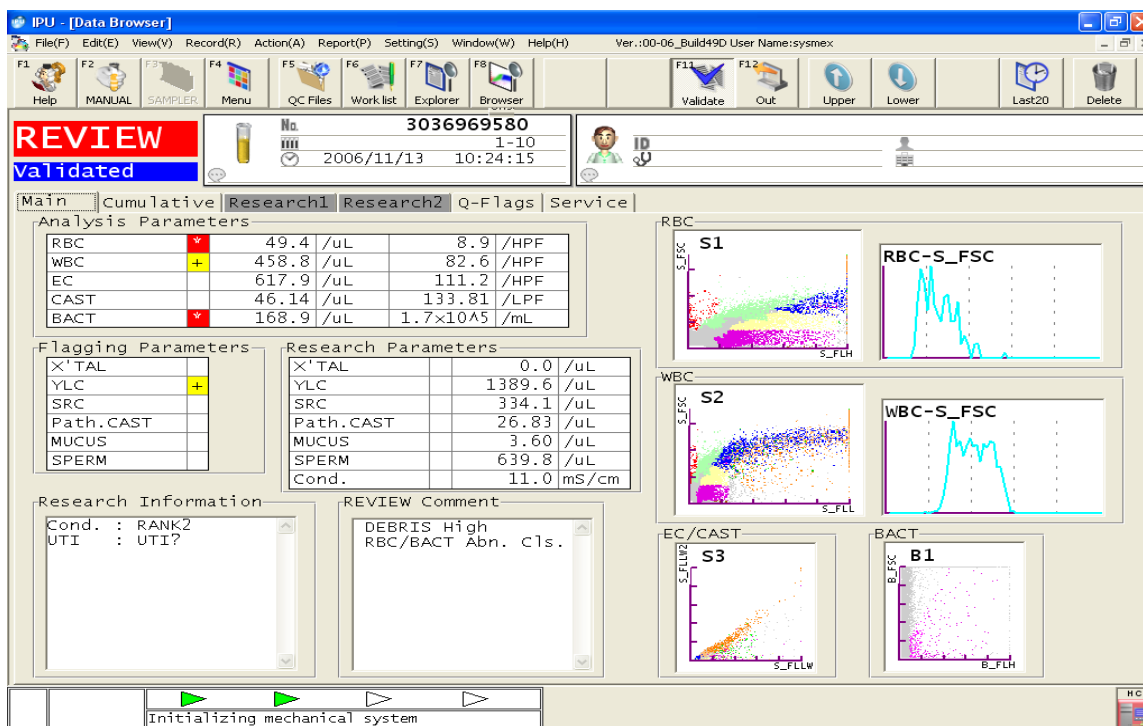 IPU - [Data Browser]
File(F) Edit(E) View(V) Record(R) Action(A) Report(P) Setting(S) Window(W) Help(H) Ver.:00-06_Build49D User Name:sysmex
F1 Help F2 MANUAL F3 SAMPLER F4 Menu F5 QC Files F6 Work list F7 Explorer F8 Browser F11 Validate F12 Out Upper Lower Last20 Delete
REVIEW
Validated
No. 3036969580
1-10
2006/11/13 10:24:15
ID
Main Cumulative Research1 Research2 Q-Flags Service
Analysis Parameters
RBC * 49.4 /uL 8.9 /HPF
WBC + 458.8 /uL 82.6 /HPF
EC 617.9 /uL 111.2 /HPF
CAST 46.14 /uL 133.81 /LPF
BACT * 168.9 /uL 1.7×10^5 /mL
Flagging Parameters
X'TAL
YLC +
SRC
Path.CAST
MUCUS
SPERM
Research Parameters
X'TAL 0.0 /uL
YLC 1389.6 /uL
SRC 334.1 /uL
Path.CAST 26.83 /uL
MUCUS 3.60 /uL
SPERM 639.8 /uL
Cond. 11.0 mS/cm
Research Information
Cond. : RANK2
UTI : UTI?
REVIEW Comment
DEBRIS High
RBC/BACT Abn. Cls.
RBC
S1
S_FSC
S_FLH
RBC-S_FSC
WBC
S2
S_FSC
S_FLL
WBC-S_FSC
EC/CAST
S3
S_FLLW2
S_FLLW
BACT
B1
B_FSC
B_FLH
Initializing mechanical system
HC